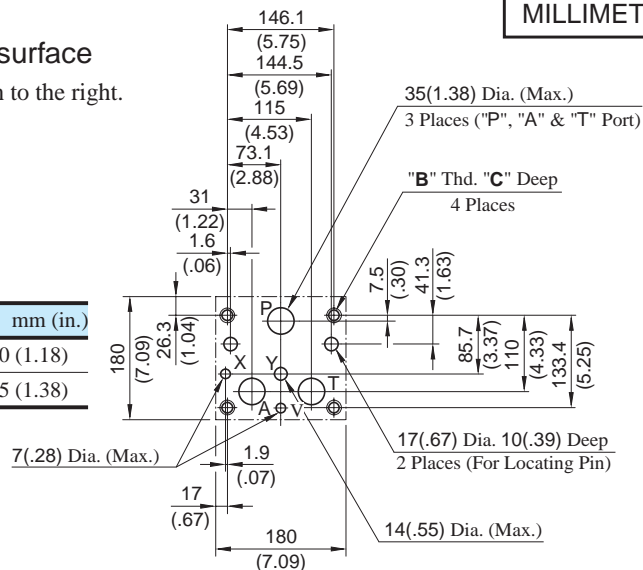 MILLIMET
surface
n to the right.
146.1
(5.75)
144.5
(5.69)
115
(4.53)
73.1
(2.88)
31
(1.22)
1.6
(.06)
35(1.38) Dia. (Max.)
3 Places ("P", "A" & "T" Port)
"B" Thd. "C" Deep
4 Places
7.5
(.30)
41.3
(1.63)
mm (in.)
0 (1.18)
5 (1.38)
180
(7.09)
26.3
(1.04)
P
X
Y
T
A
V
85.7
(3.37)
110
(4.33)
133.4
(5.25)
7(.28) Dia. (Max.)
1.9
(.07)
17
(.67)
17(.67) Dia. 10(.39) Deep
2 Places (For Locating Pin)
14(.55) Dia. (Max.)
180
(7.09)